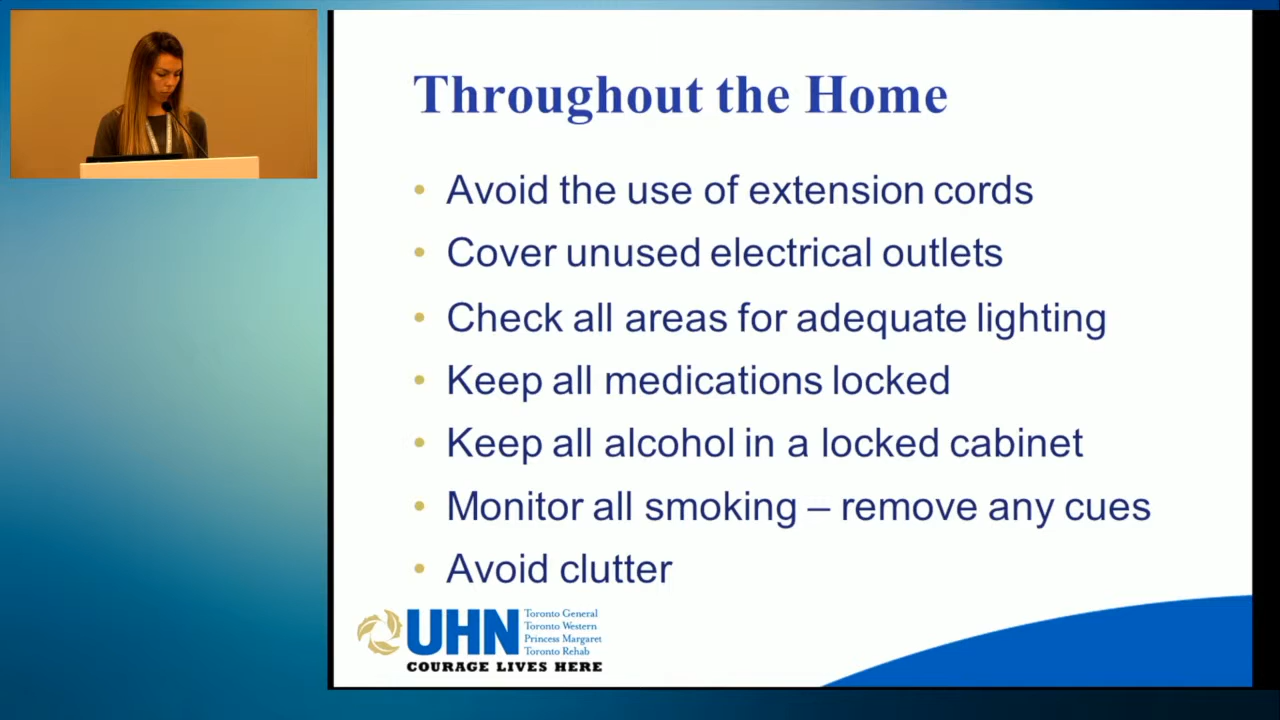 Throughout the Home
• Avoid the use of extension cords
• Cover unused electrical outlets
• Check all areas for adequate lighting
• Keep all medications locked
• Keep all alcohol in a locked cabinet
• Monitor all smoking – remove any cues
• Avoid clutter
UHN
Toronto General
Toronto Western
Princess Margaret
Toronto Rehab
COURAGE LIVES HERE